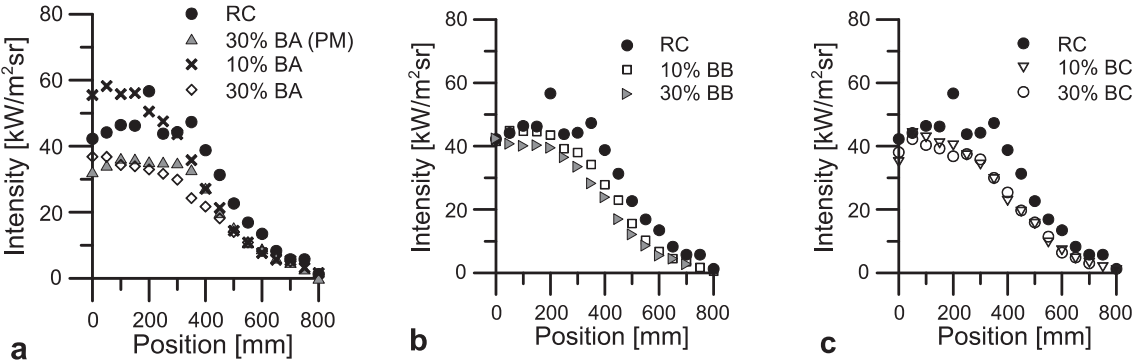 80
60
40
20
0
Intensity [kW/m²sr]
RC
30% BA (PM)
10% BA
30% BA
0 200 400 600 800
Position [mm]
a
80
60
40
20
0
Intensity [kW/m²sr]
RC
10% BB
30% BB
0 200 400 600 800
Position [mm]
b
80
60
40
20
0
Intensity [kW/m²sr]
RC
10% BC
30% BC
0 200 400 600 800
Position [mm]
c